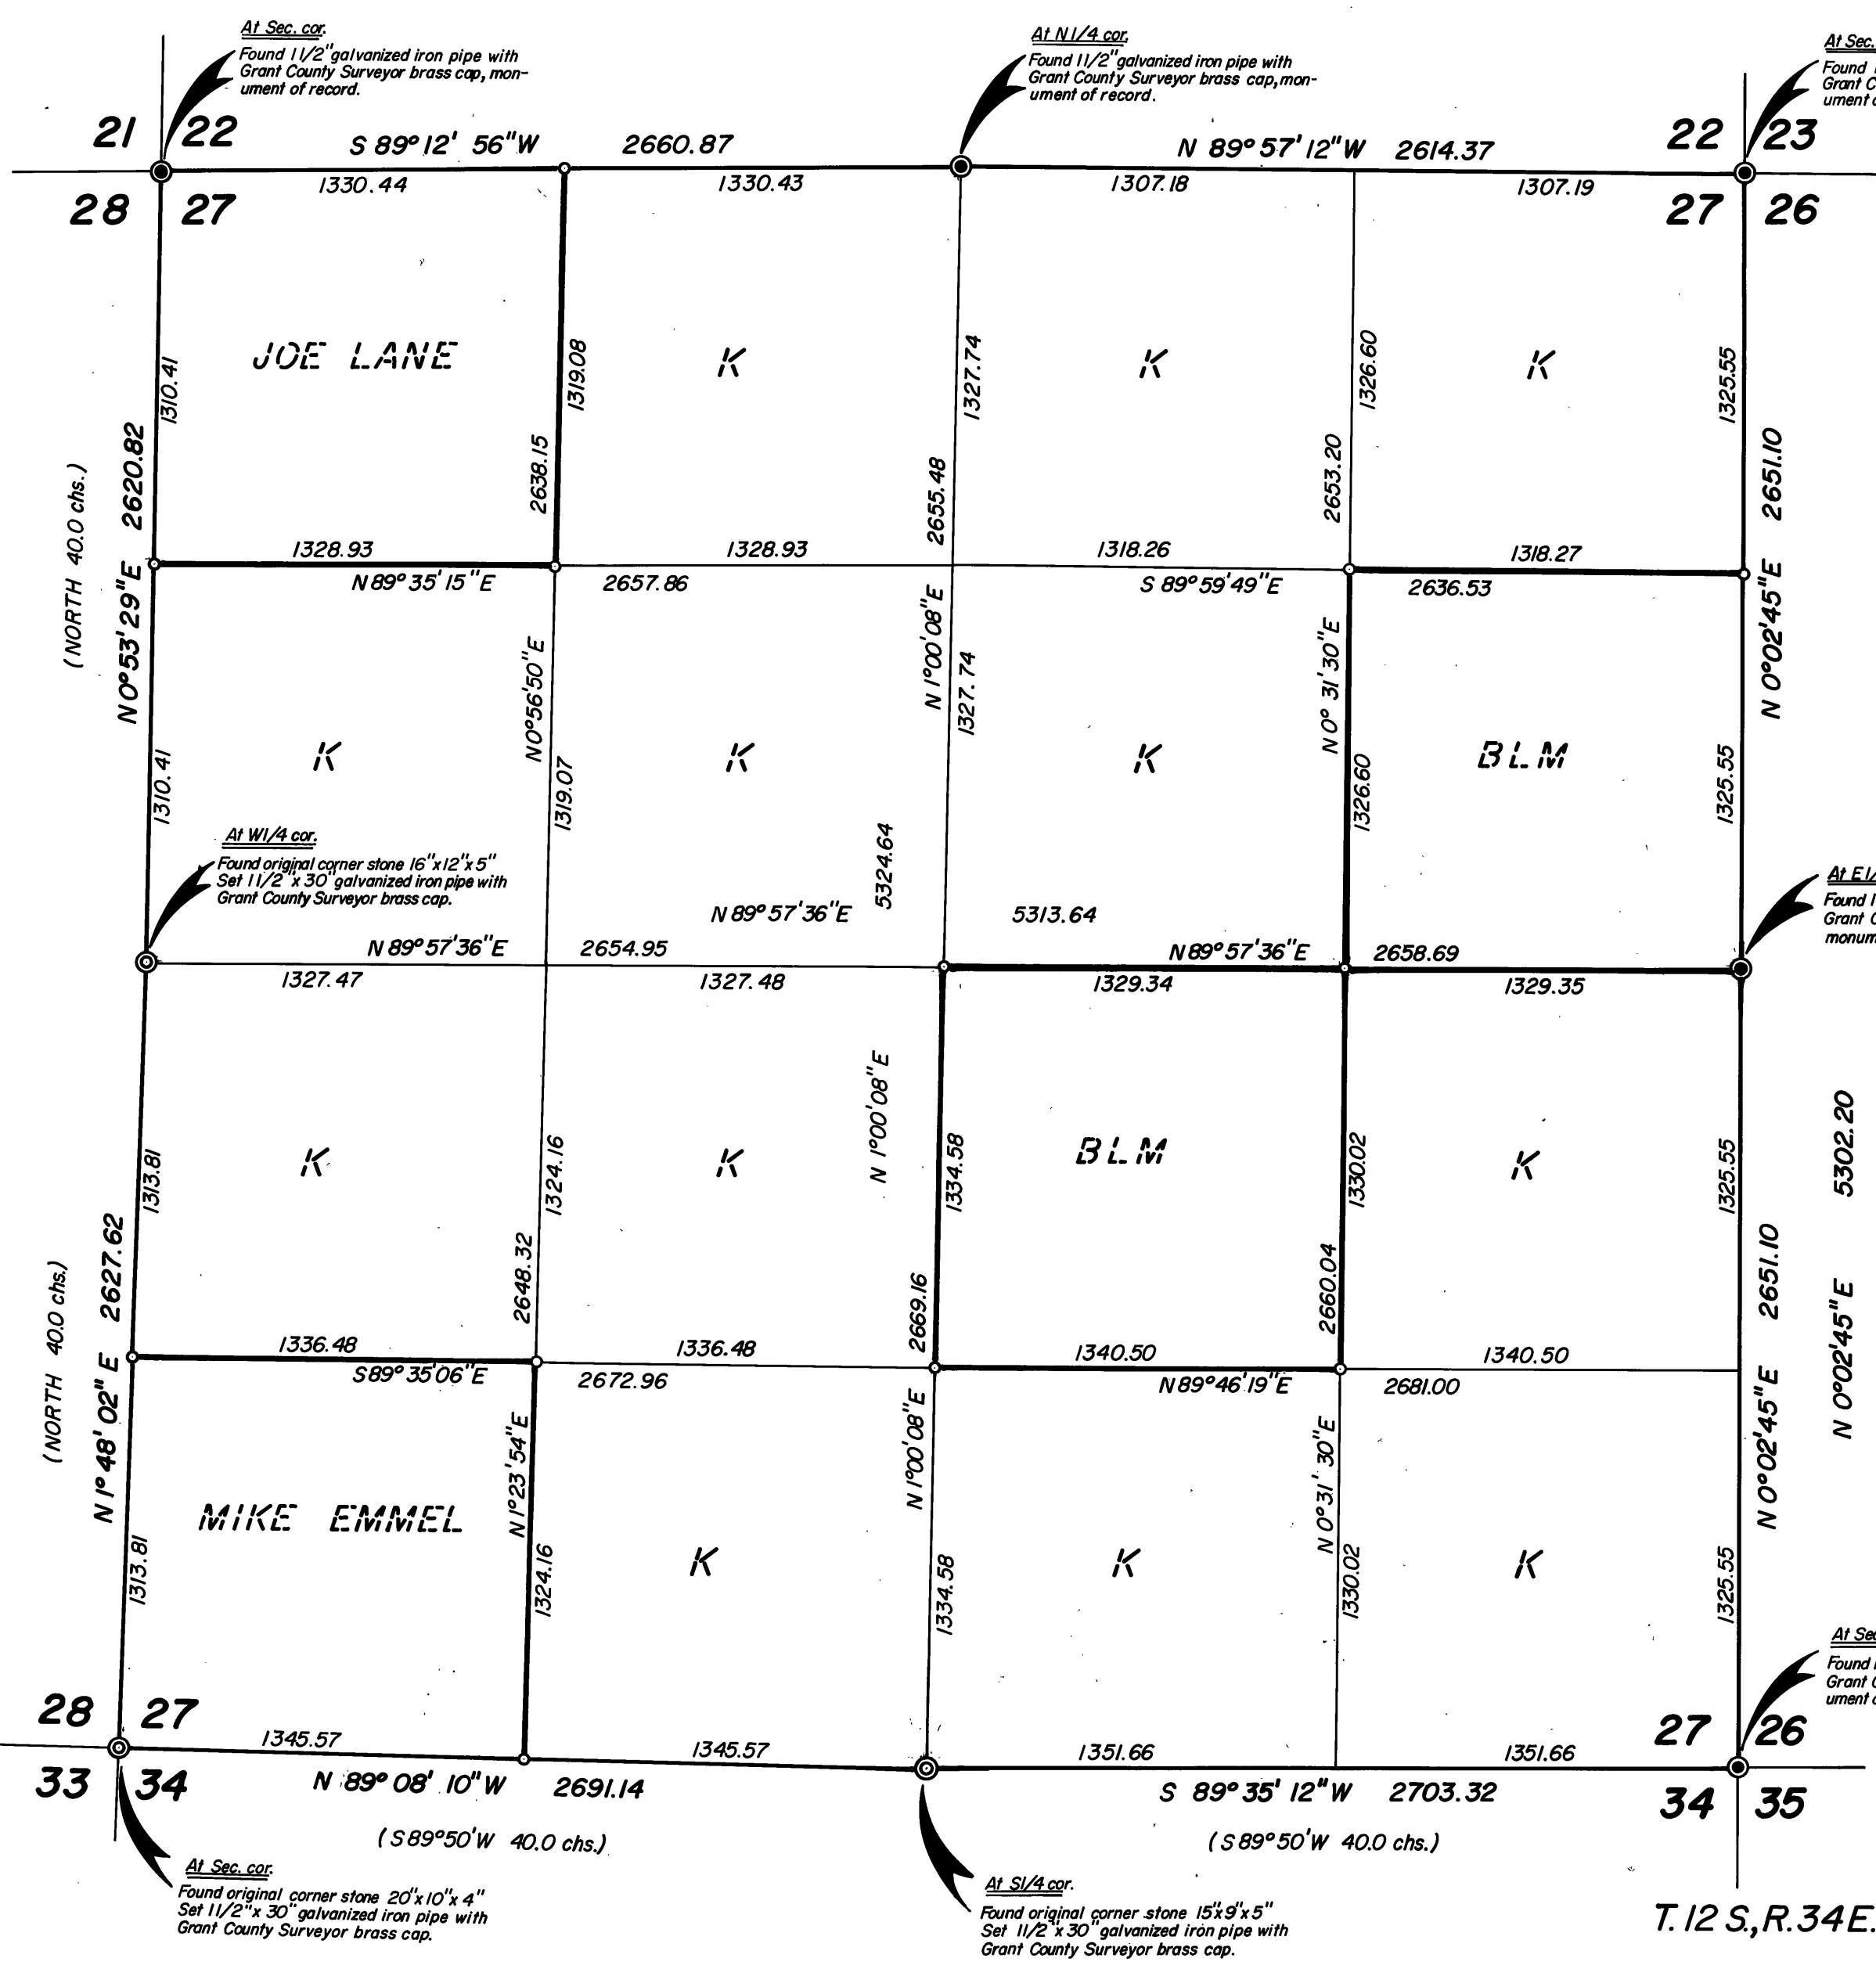 At Sec. cor.
Found 1 1/2" galvanized iron pipe with
Grant County Surveyor brass cap, mon-
ument of record.
At N 1/4 cor.
Found 1 1/2" galvanized iron pipe with
Grant County Surveyor brass cap, mon-
ument of record.
At Sec.
Found
Grant C
ument
21 22
S 89° 12' 56" W 2660.87
N 89° 57' 12" W 2614.37
22 23
1330.44
1330.43
1307.18
1307.19
28 27
27 26
JOE LANE
K
K
K
1310.41
1319.08
1327.74
1326.60
1325.55
2620.82
2638.15
2655.48
2653.20
2651.10
(NORTH 40.0 chs.)
1328.93
1328.93
1318.26
1318.27
N 89° 35' 15" E
2657.86
S 89° 59' 49" E
2636.53
N 0° 53' 29" E
N 0° 56' 50" E
N 1° 00' 08" E
N 0° 31' 30" E
N 0° 02' 45" E
K
K
K
BLM
1310.41
1319.07
1327.74
1326.60
1325.55
At W 1/4 cor.
Found original corner stone 16" x 12" x 5"
Set 1 1/2" x 30" galvanized iron pipe with
Grant County Surveyor brass cap.
5324.64
At E 1/
Found 1
Grant C
monum
N 89° 57' 36" E
5313.64
N 89° 57' 36" E
2654.95
N 89° 57' 36" E
2658.69
1327.47
1327.48
1329.34
1329.35
N 1° 00' 08" E
K
K
BLM
K
1313.81
1324.16
1334.58
1330.02
1325.55
5302.20
2627.62
2648.32
2669.16
2660.04
2651.10
(NORTH 40.0 chs.)
N 0° 02' 45" E
1336.48
1336.48
1340.50
1340.50
S 89° 35' 06" E
2672.96
N 89° 46' 19" E
2681.00
N 1° 48' 02" E
N 1° 23' 54" E
N 1° 00' 08" E
N 0° 31' 30" E
N 0° 02' 45" E
MIKE EMMEL
K
K
K
1313.81
1324.16
1334.58
1330.02
1325.55
At Sec
Found
Grant C
ument
28 27
27 26
1345.57
1345.57
1351.66
1351.66
33 34
N 89° 08' 10" W 2691.14
S 89° 35' 12" W 2703.32
34 35
(S 89° 50' W 40.0 chs.)
(S 89° 50' W 40.0 chs.)
At Sec. cor.
Found original corner stone 20" x 10" x 4"
Set 1 1/2" x 30" galvanized iron pipe with
Grant County Surveyor brass cap.
At S 1/4 cor.
Found original corner stone 15" x 9" x 5"
Set 1 1/2" x 30" galvanized iron pipe with
Grant County Surveyor brass cap.
T. 12 S., R. 34 E.